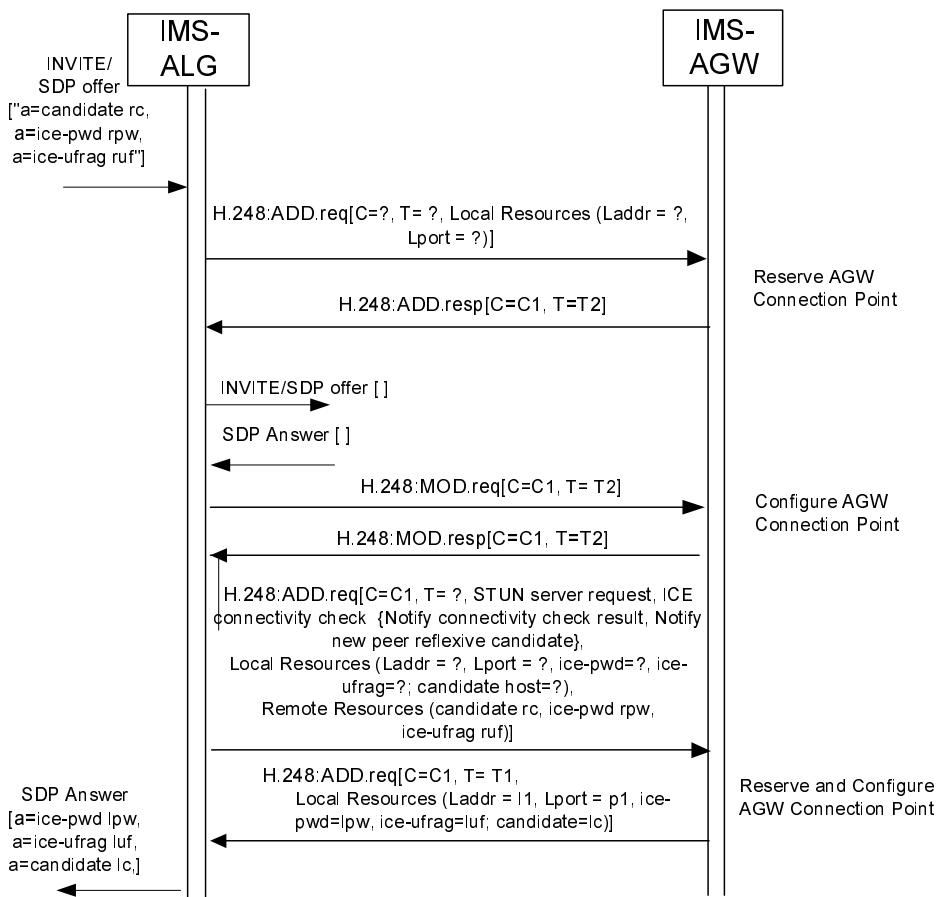 IMS-
ALG
IMS-
AGW
INVITE/
SDP offer
["a=candidate rc,
a=ice-pwd rpw,
a=ice-ufrag ruf"]
H.248:ADD.req[C=?, T= ?, Local Resources (Laddr = ?,
Lport = ?)]
Reserve AGW
Connection Point
H.248:ADD.resp[C=C1, T=T2]
INVITE/SDP offer [ ]
SDP Answer [ ]
H.248:MOD.req[C=C1, T= T2]
Configure AGW
Connection Point
H.248:MOD.resp[C=C1, T=T2]
H.248:ADD.req[C=C1, T= ?, STUN server request, ICE
connectivity check {Notify connectivity check result, Notify
new peer reflexive candidate},
Local Resources (Laddr = ?, Lport = ?, ice-pwd=?, ice-
ufrag=?; candidate host=?),
Remote Resources (candidate rc, ice-pwd rpw,
ice-ufrag ruf)]
H.248:ADD.req[C=C1, T= T1,
Local Resources (Laddr = l1, Lport = p1, ice-
pwd=lpw, ice-ufrag=luf; candidate=lc)]
Reserve and Configure
AGW Connection Point
SDP Answer
[a=ice-pwd lpw,
a=ice-ufrag luf,
a=candidate lc,]